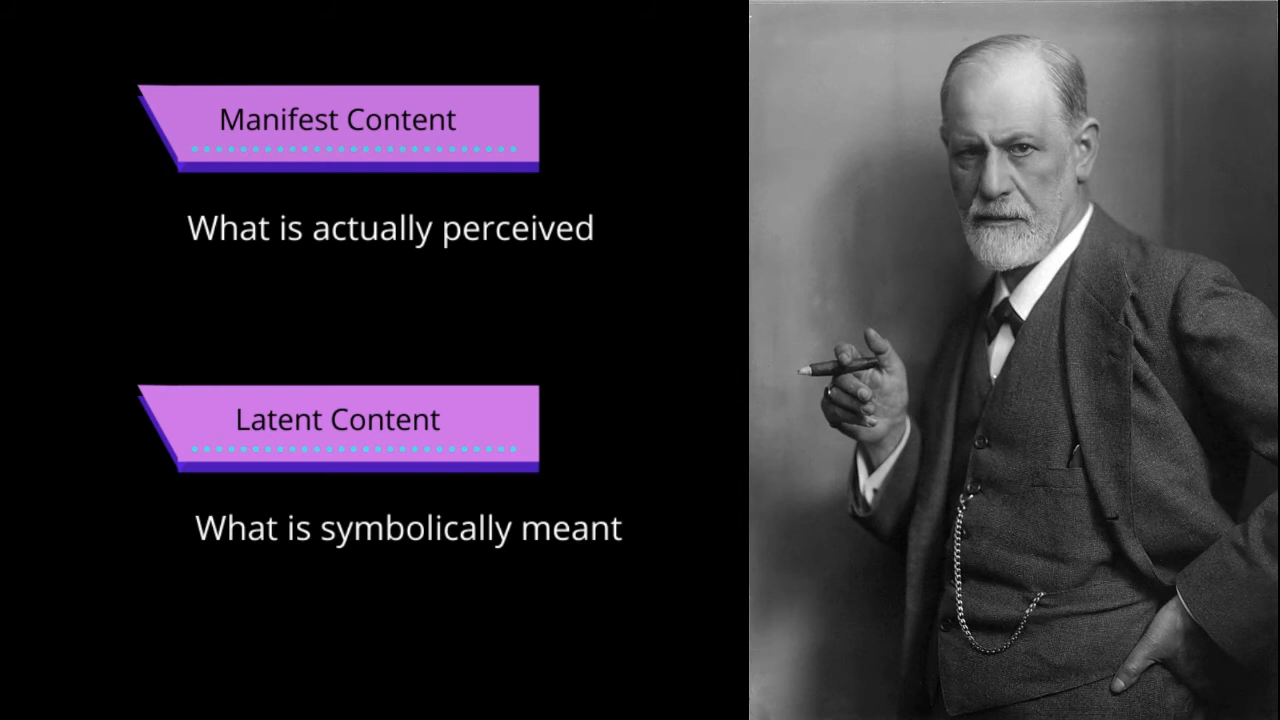 Manifest Content
What is actually perceived
Latent Content
What is symbolically meant